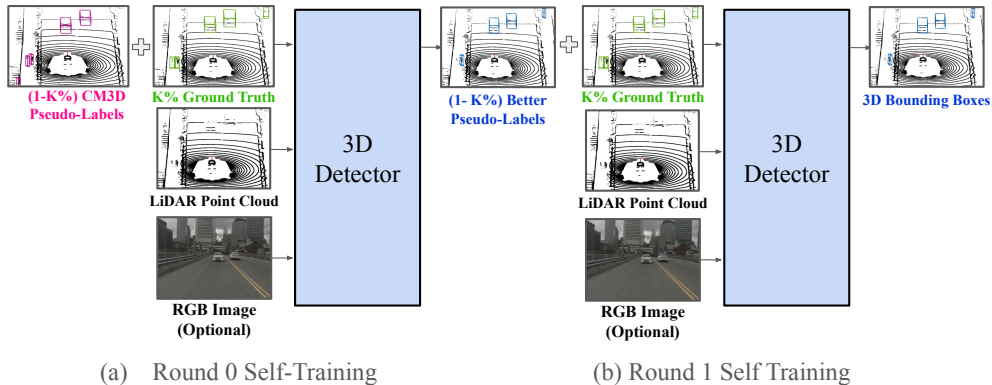 (1-K%) CM3D
Pseudo-Labels
K% Ground Truth
LiDAR Point Cloud
RGB Image
(Optional)
3D
Detector
(1- K%) Better
Pseudo-Labels
K% Ground Truth
LiDAR Point Cloud
RGB Image
(Optional)
3D
Detector
3D Bounding Boxes
(a) Round 0 Self-Training
(b) Round 1 Self Training